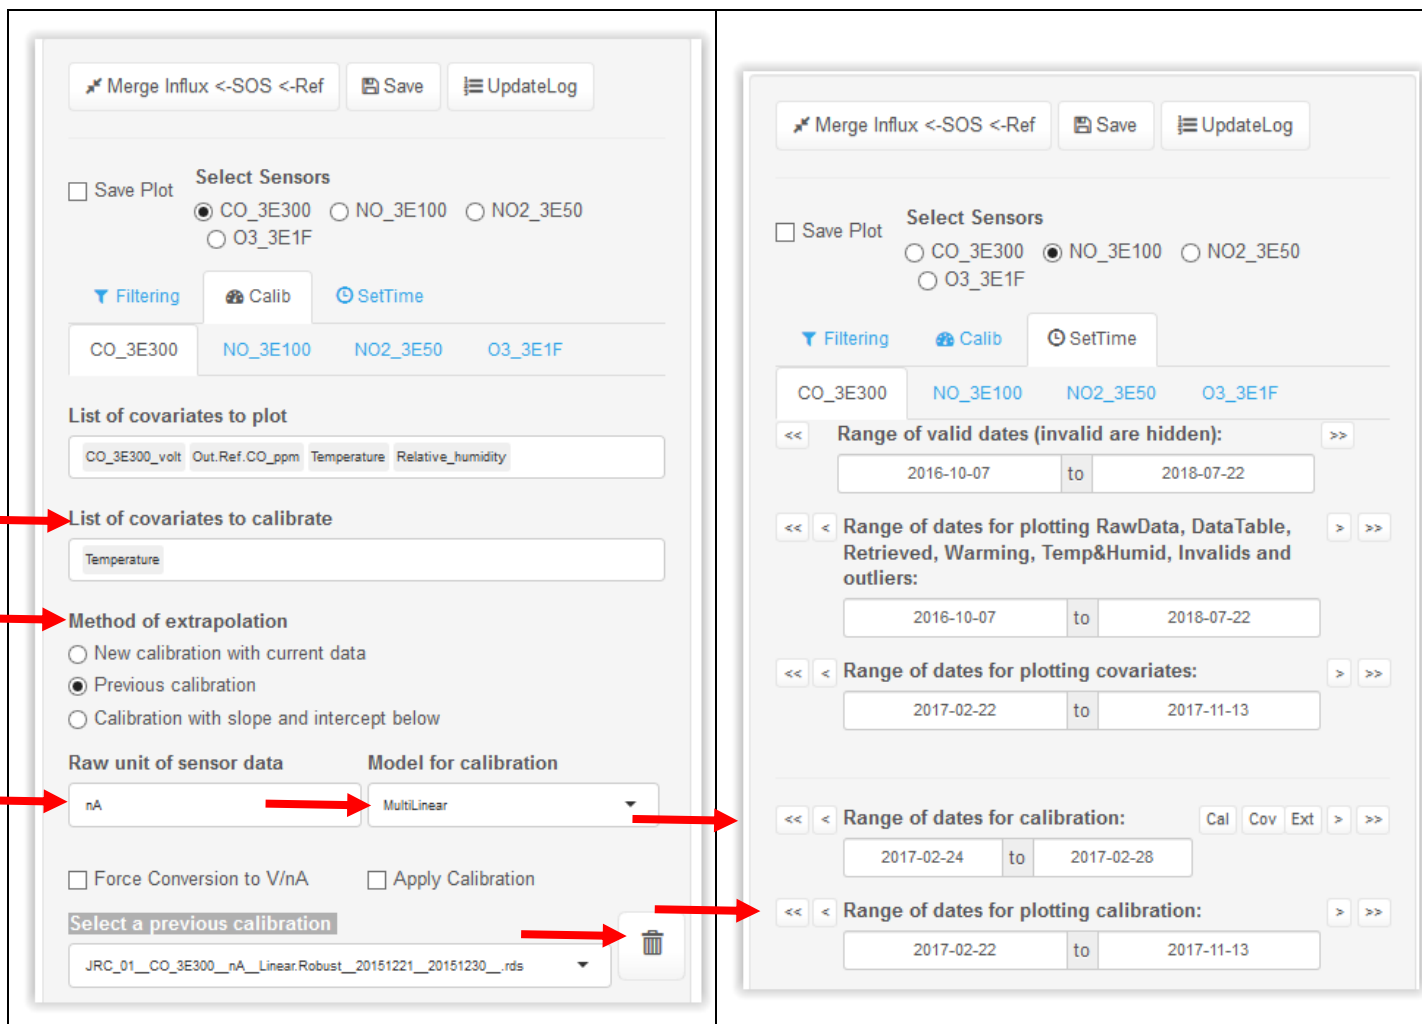 Merge Influx <-SOS <-Ref Save UpdateLog
Save Plot Select Sensors
CO_3E300 NO_3E100 NO2_3E50
O3_3E1F
Filtering Calib SetTime
CO_3E300 NO_3E100 NO2_3E50 O3_3E1F
List of covariates to plot
CO_3E300_volt Out.Ref.CO_ppm Temperature Relative_humidity
List of covariates to calibrate
Temperature
Method of extrapolation
New calibration with current data
Previous calibration
Calibration with slope and intercept below
Raw unit of sensor data Model for calibration
nA MultiLinear
Force Conversion to V/nA Apply Calibration
Select a previous calibration
JRC_01__CO_3E300__nA__Linear.Robust__20151221__20151230__.rds
Merge Influx <-SOS <-Ref Save UpdateLog
Save Plot Select Sensors
CO_3E300 NO_3E100 NO2_3E50
O3_3E1F
Filtering Calib SetTime
CO_3E300 NO_3E100 NO2_3E50 O3_3E1F
<< Range of valid dates (invalid are hidden): >>
2016-10-07 to 2018-07-22
<< < Range of dates for plotting RawData, DataTable, > >>
Retrieved, Warming, Temp&Humid, Invalids and
outliers:
2016-10-07 to 2018-07-22
<< < Range of dates for plotting covariates: > >>
2017-02-22 to 2017-11-13
<< < Range of dates for calibration: Cal Cov Ext > >>
2017-02-24 to 2017-02-28
<< < Range of dates for plotting calibration: > >>
2017-02-22 to 2017-11-13